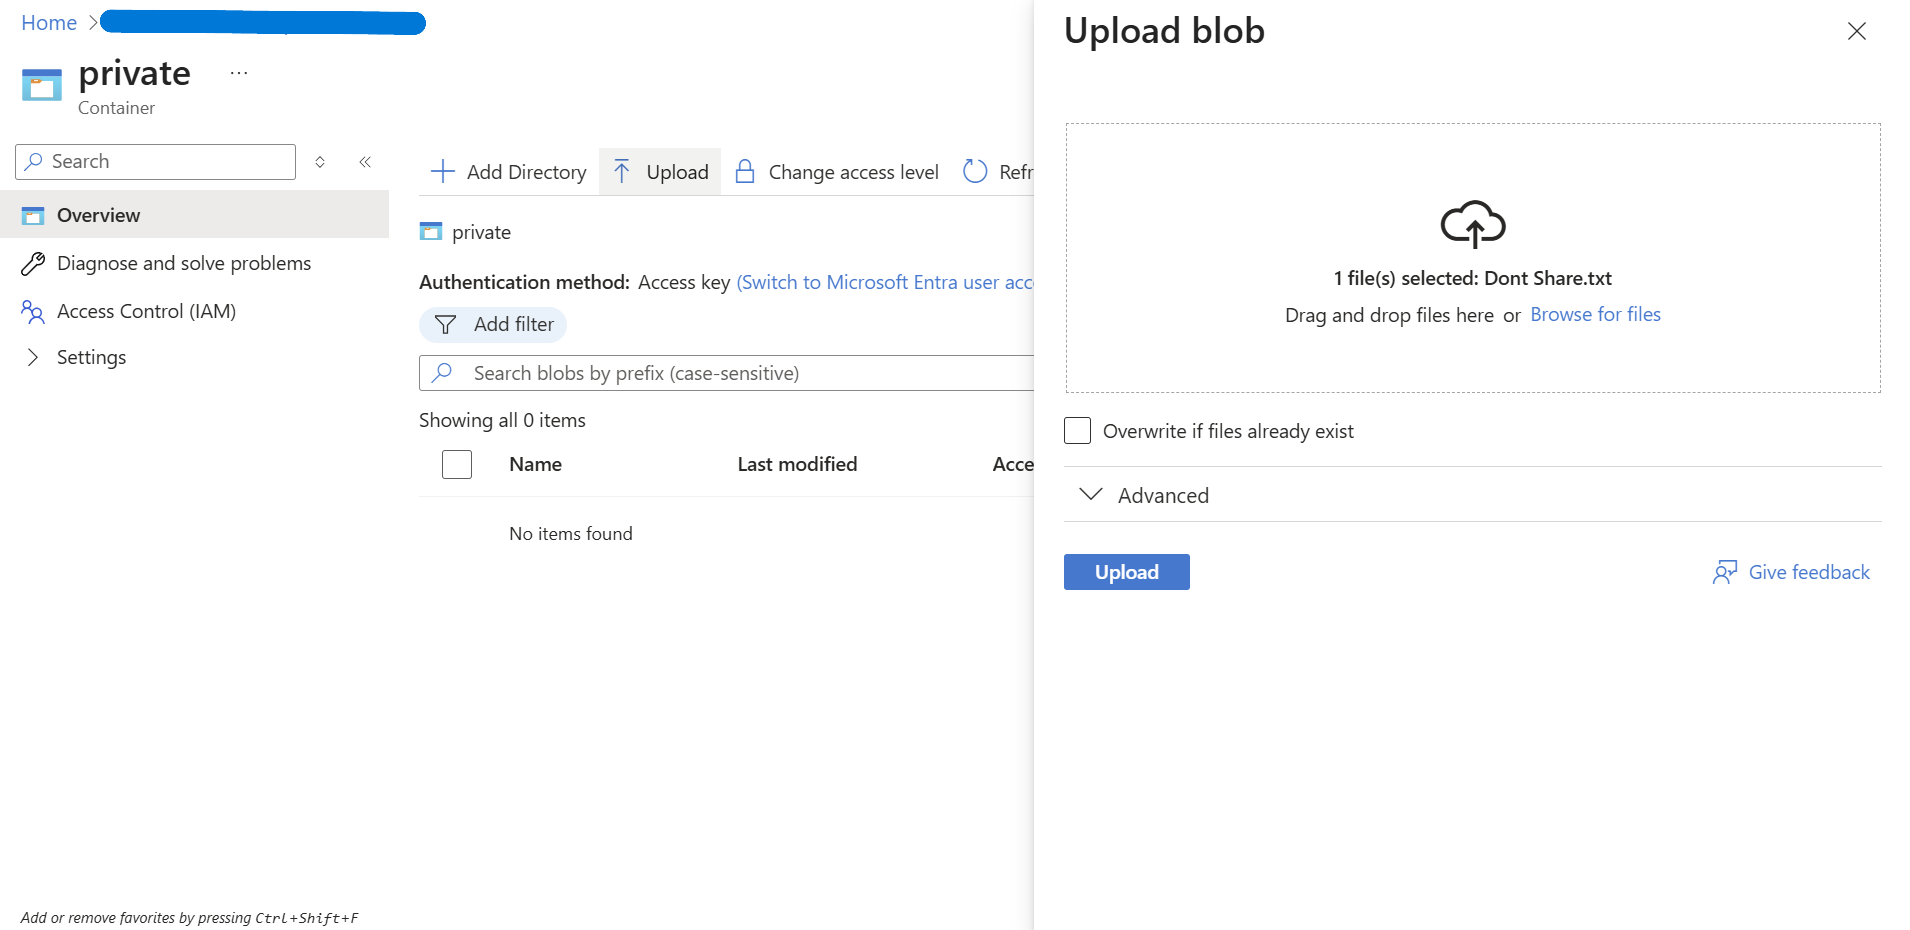 Home
private
...
Container
Search
Overview
Diagnose and solve problems
Access Control (IAM)
Settings
Add Directory
Upload
Change access level
Refr
private
Authentication method: Access key (Switch to Microsoft Entra user acc
Add filter
Search blobs by prefix (case-sensitive)
Showing all 0 items
Name Last modified Acce
No items found
Add or remove favorites by pressing Ctrl+Shift+F
Upload blob
1 file(s) selected: Dont Share.txt
Drag and drop files here or Browse for files
Overwrite if files already exist
Advanced
Upload
Give feedback